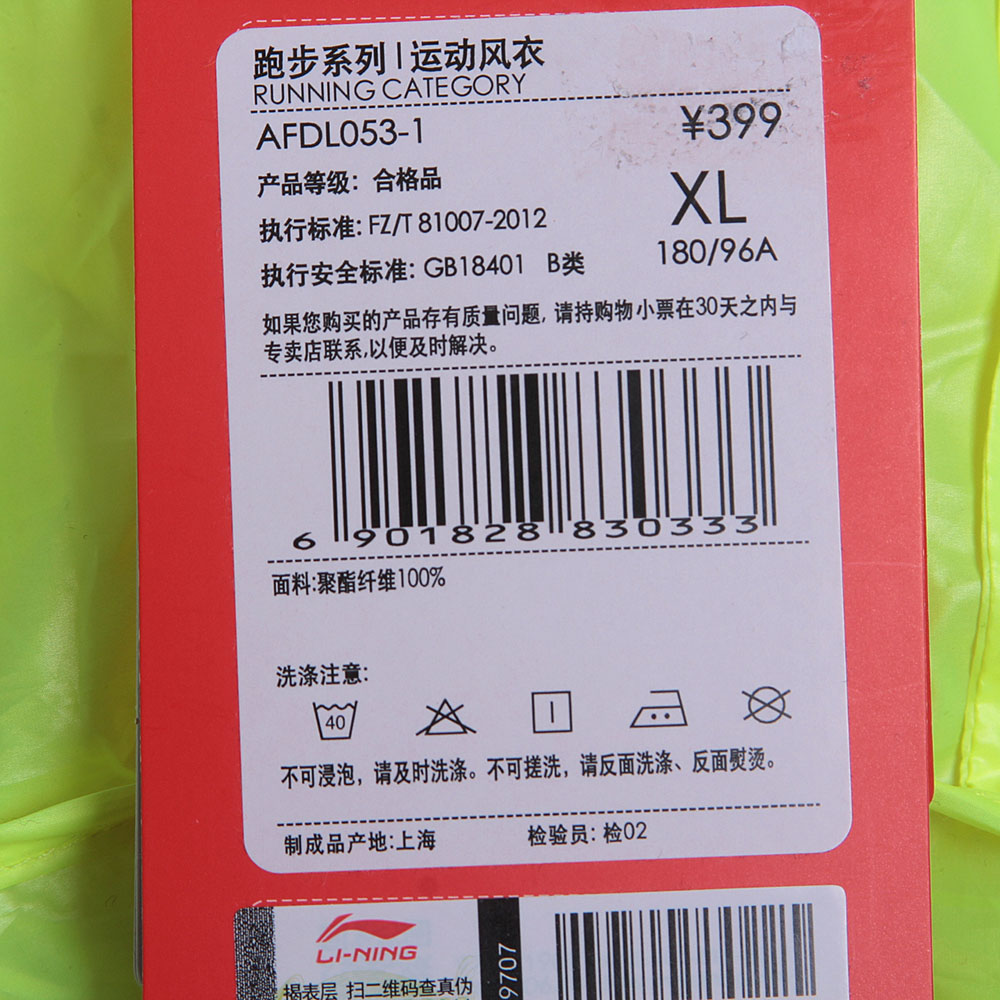 跑步系列|运动风衣
RUNNING CATEGORY
AFDL053-1 ¥399
产品等级: 合格品
XL
执行标准: FZ/T 81007-2012
180/96A
执行安全标准: GB18401 B类
如果您购买的产品存有质量问题, 请持购物小票在30天之内与
专卖店联系,以便及时解决。
6 901828 830333
面料:聚酯纤维100%
洗涤注意:
40
不可浸泡, 请及时洗涤。不可搓洗, 请反面洗涤、反面熨烫。
制成品产地:上海 检验员: 检02
LI-NING
揭表层 扫二维码查真伪
9707